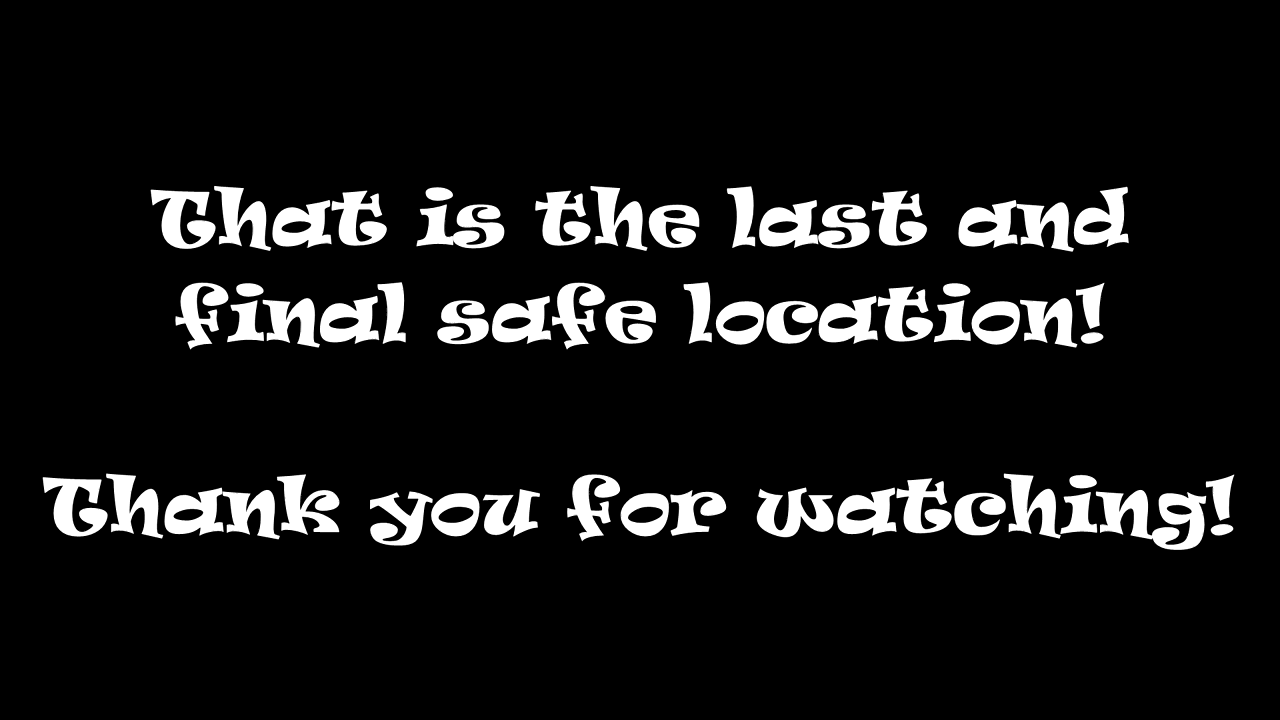 That is the last and
final safe location!
Thank you for watching!